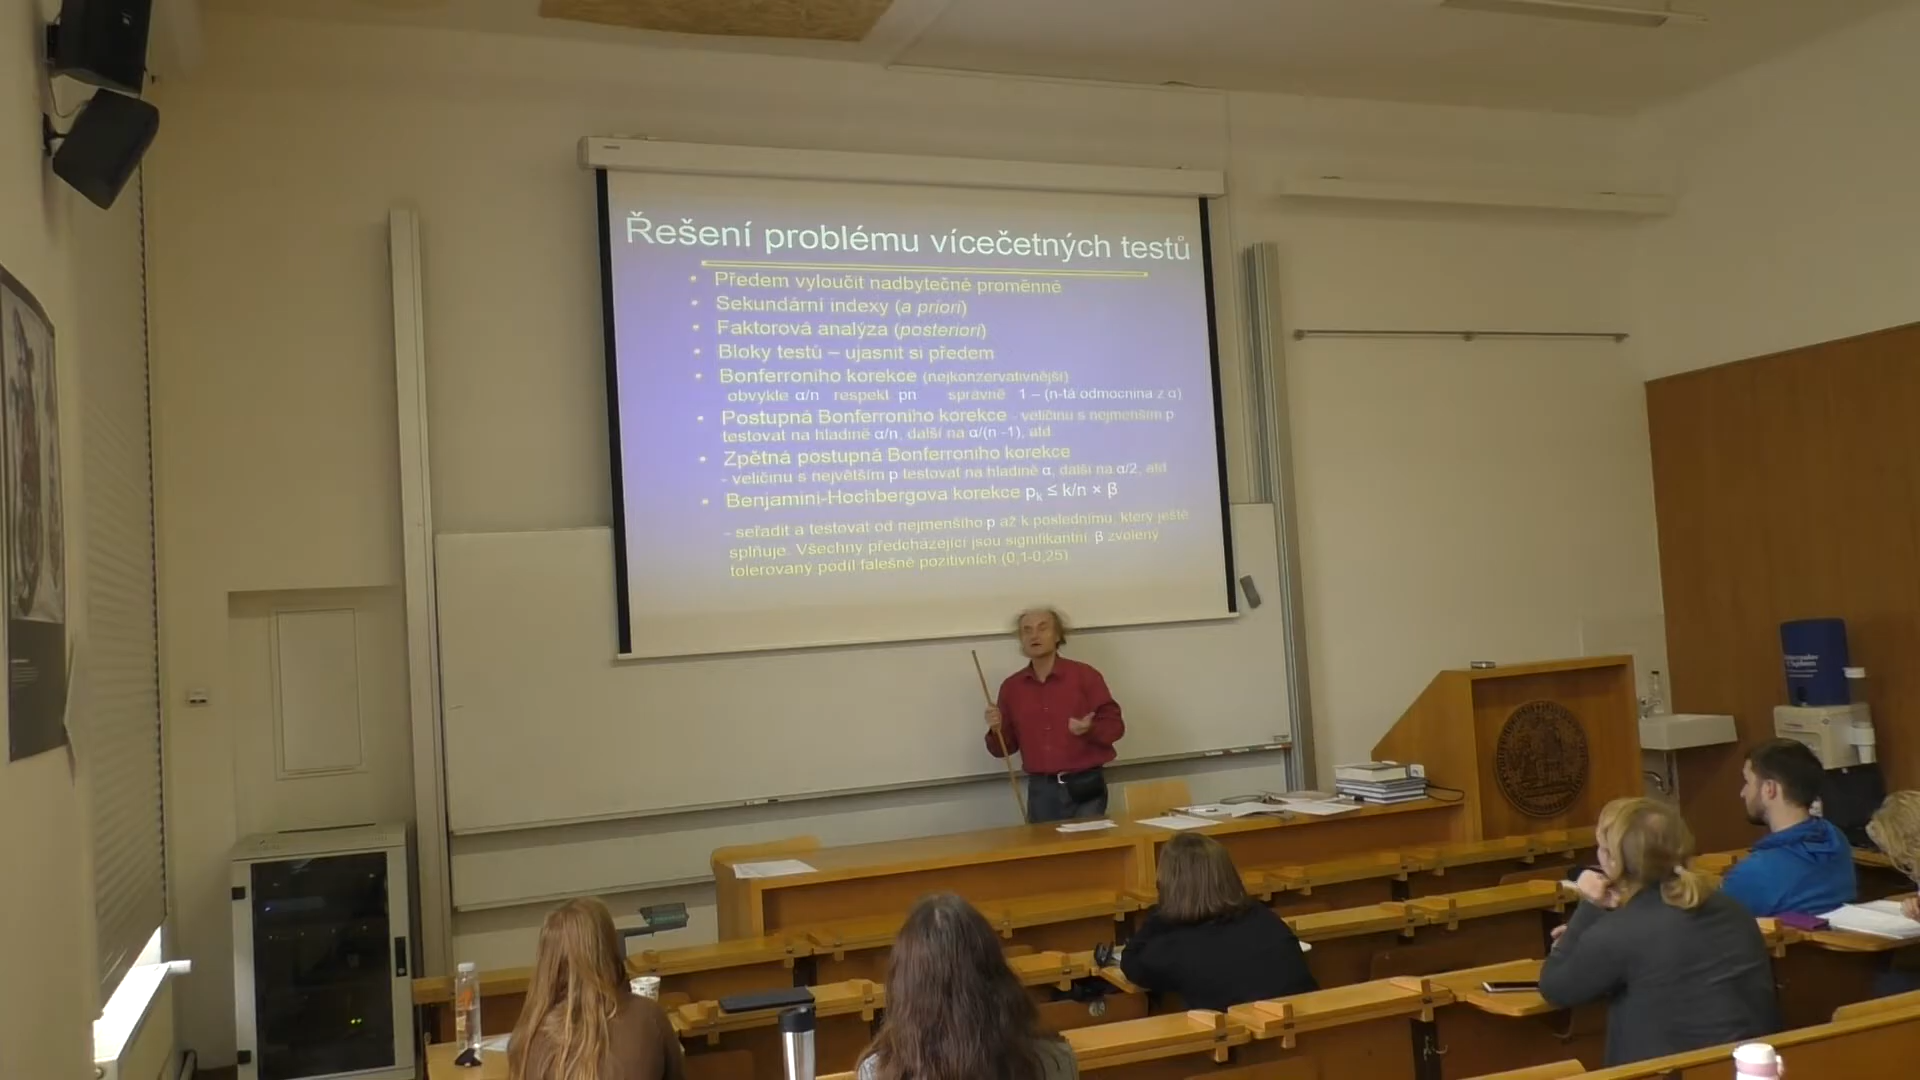 Řešení problému vícečetných testů
• Předem vyloučit nadbytečné proměnné
• Sekundární indexy (a priori)
• Faktorová analýza (posteriori)
• Bloky testů – ujasnit si předem
• Bonferroniho korekce (nejkonzervativnější)
obvykle α/n respekt pn správně 1 – (n-tá odmocnina z α)
• Postupná Bonferroniho korekce - veličinu s nejmenším p
testovat na hladině α/n, další na α/(n -1), atd
• Zpětná postupná Bonferroniho korekce
- veličinu s největším p testovat na hladině α, další na α/2, atd
• Benjamini-Hochbergova korekce pk ≤ k/n × β
- seřadit a testovat od nejmenšího p až k poslednímu, který ještě
splňuje. Všechny předcházející jsou signifikantní. β zvolený
tolerovaný podíl falešně pozitivních (0,1-0,25)